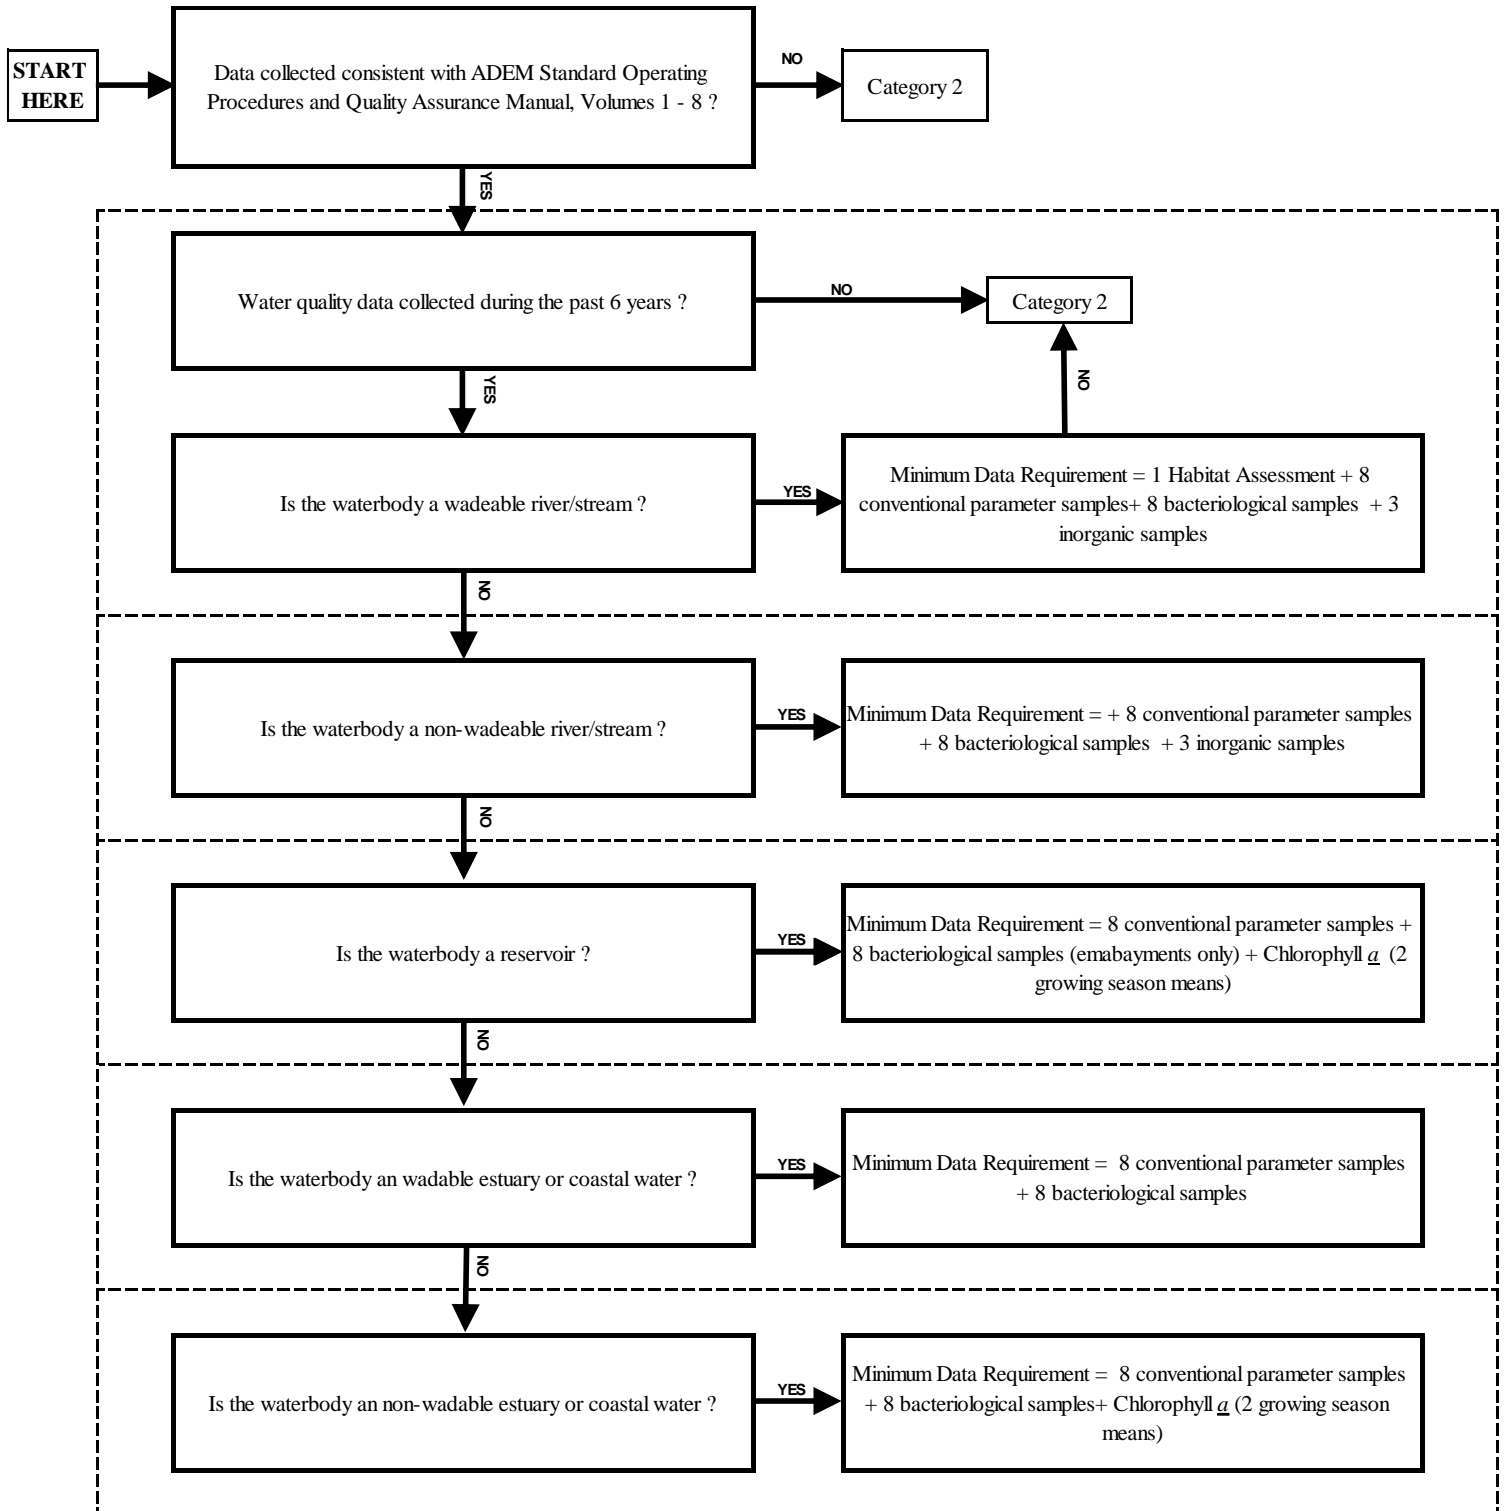 START
HERE
Data collected consistent with ADEM Standard Operating
Procedures and Quality Assurance Manual, Volumes 1 - 8 ?
NO
Category 2
YES
Water quality data collected during the past 6 years ?
NO
Category 2
YES
NO
Is the waterbody a wadeable river/stream ?
YES
Minimum Data Requirement = 1 Habitat Assessment + 8
conventional parameter samples+ 8 bacteriological samples + 3
inorganic samples
NO
Is the waterbody a non-wadeable river/stream ?
YES
Minimum Data Requirement = + 8 conventional parameter samples
+ 8 bacteriological samples + 3 inorganic samples
NO
Is the waterbody a reservoir ?
YES
Minimum Data Requirement = 8 conventional parameter samples +
8 bacteriological samples (emabayments only) + Chlorophyll a (2
growing season means)
NO
Is the waterbody an wadable estuary or coastal water ?
YES
Minimum Data Requirement = 8 conventional parameter samples
+ 8 bacteriological samples
NO
Is the waterbody an non-wadable estuary or coastal water ?
YES
Minimum Data Requirement = 8 conventional parameter samples
+ 8 bacteriological samples+ Chlorophyll a (2 growing season
means)